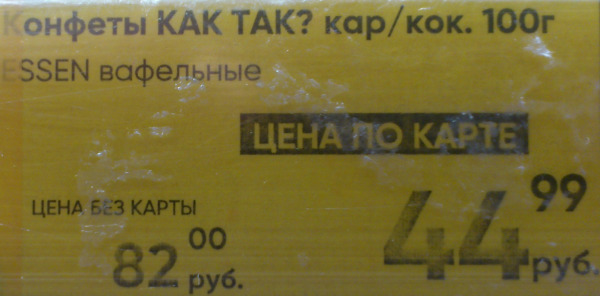 Конфеты КАК ТАК? кар/кок. 100г
ESSEN вафельные
ЦЕНА ПО КАРТЕ
ЦЕНА БЕЗ КАРТЫ
82 00 руб.
44 99 руб.